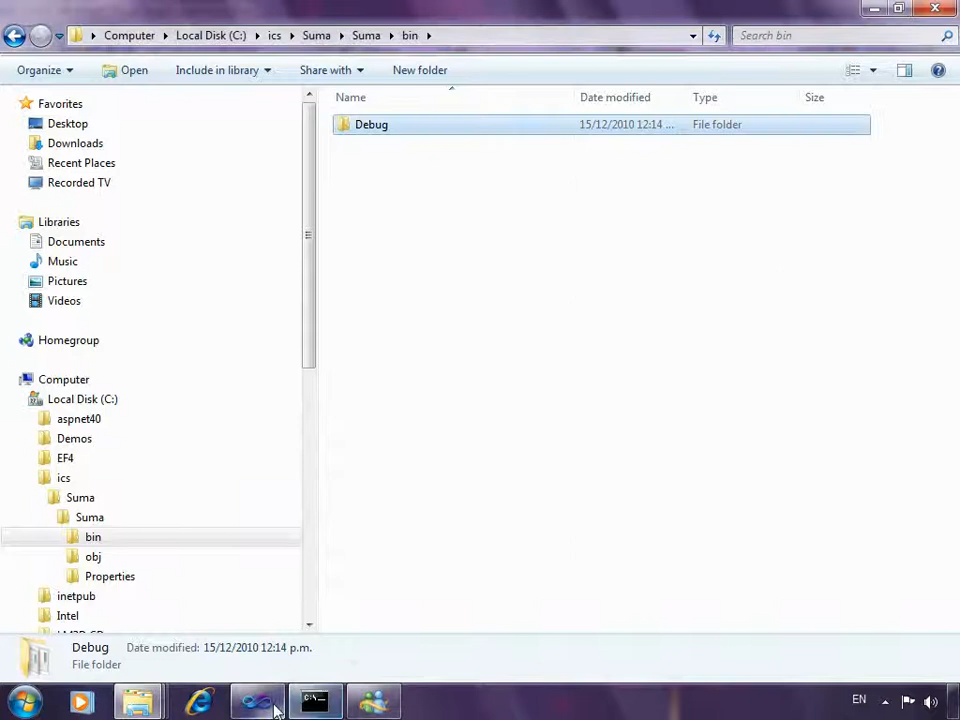 Computer Local Disk (C:) ics Suma Suma bin Search bin
Organize Open Include in library Share with New folder
Name Date modified Type Size
Debug 15/12/2010 12:14 ... File folder
Favorites
Desktop
Downloads
Recent Places
Recorded TV
Libraries
Documents
Music
Pictures
Videos
Homegroup
Computer
Local Disk (C:)
aspnet40
Demos
EF4
ics
Suma
Suma
bin
obj
Properties
inetpub
Intel
Debug Date modified: 15/12/2010 12:14 p.m.
File folder
C:\
EN